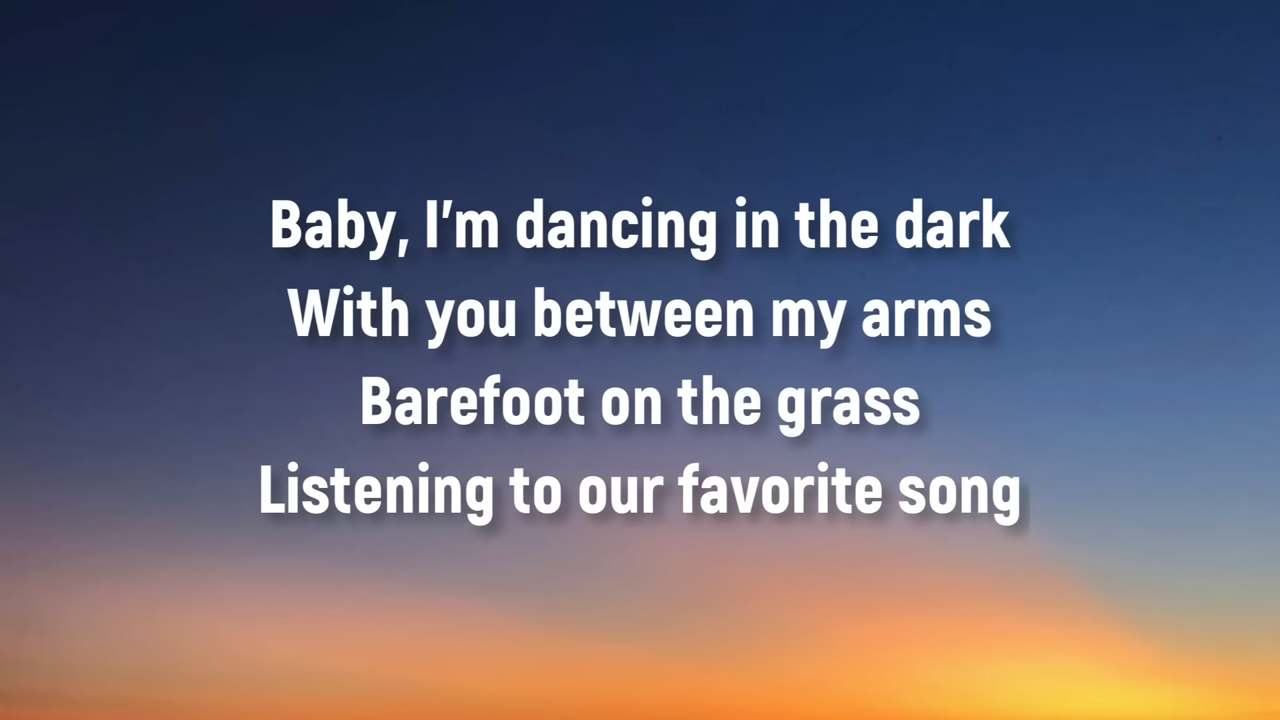 Baby, I'm dancing in the dark
With you between my arms
Barefoot on the grass
Listening to our favorite song